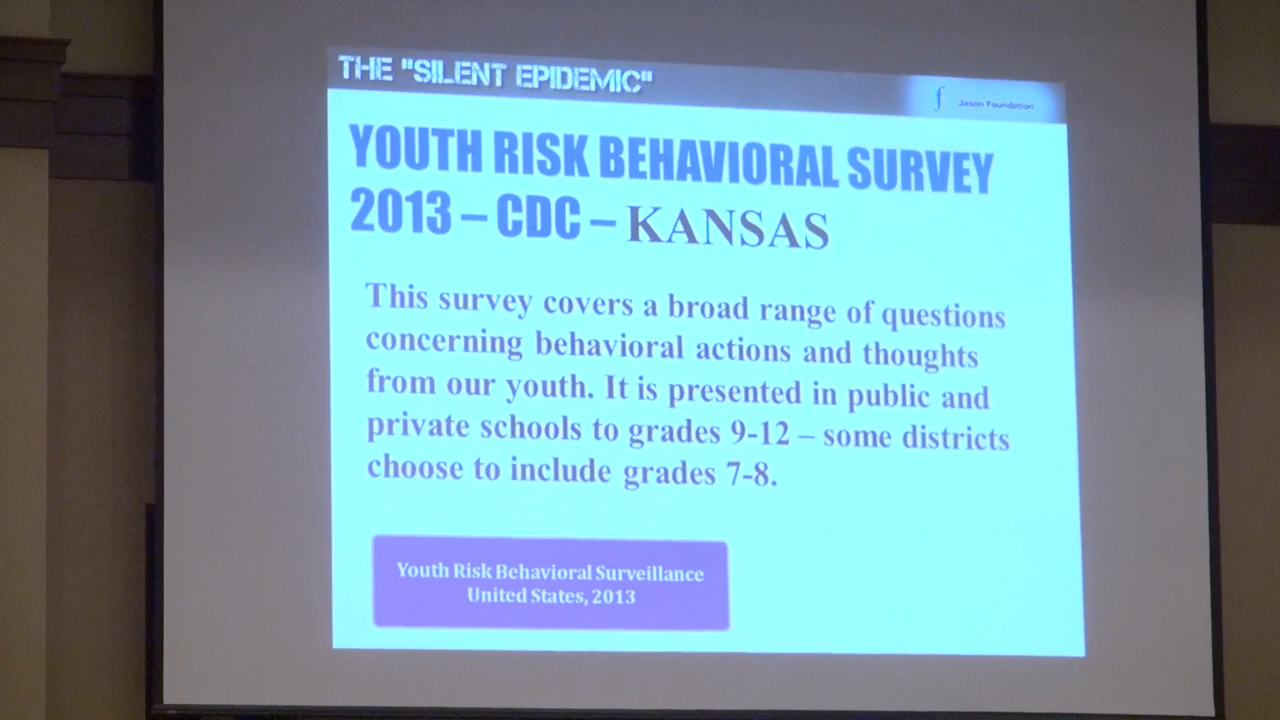 THE "SILENT EPIDEMIC"
f Jason Foundation
YOUTH RISK BEHAVIORAL SURVEY
2013 – CDC – KANSAS
This survey covers a broad range of questions
concerning behavioral actions and thoughts
from our youth. It is presented in public and
private schools to grades 9-12 – some districts
choose to include grades 7-8.
Youth Risk Behavioral Surveillance
United States, 2013